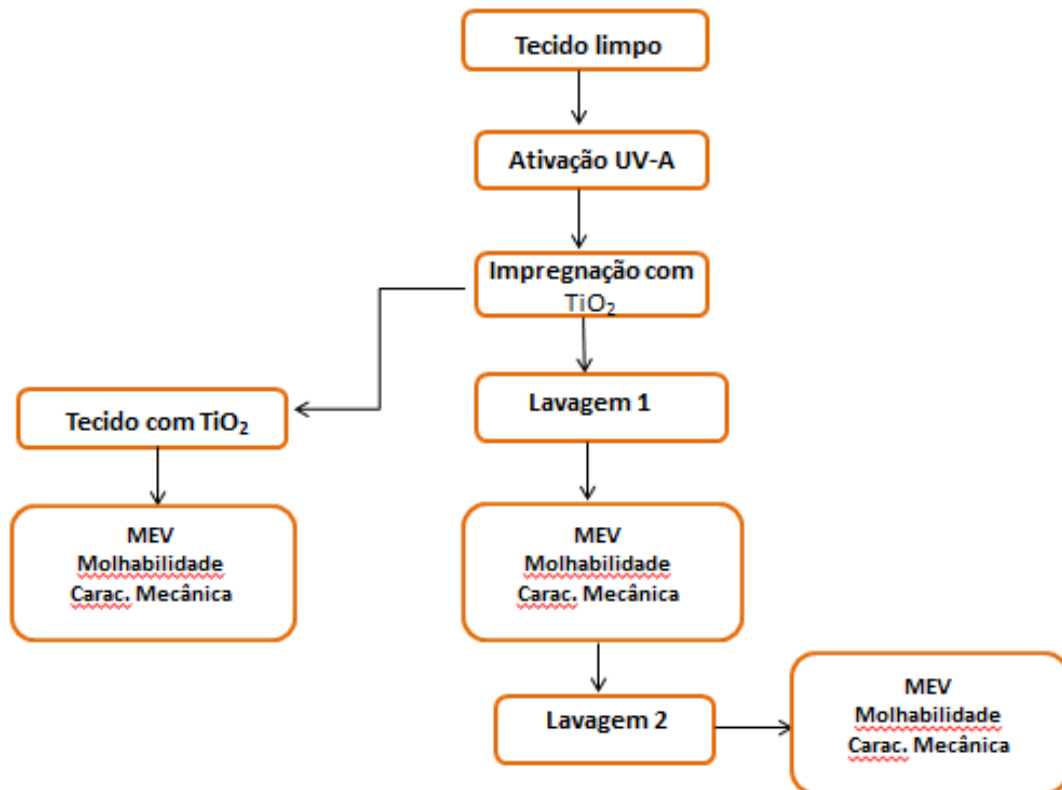 Tecido limpo
Ativação UV-A
Impregnação com
TiO₂
Lavagem 1
Tecido com TiO₂
MEV
Molhabilidade
Carac. Mecânica
MEV
Molhabilidade
Carac. Mecânica
Lavagem 2
MEV
Molhabilidade
Carac. Mecânica